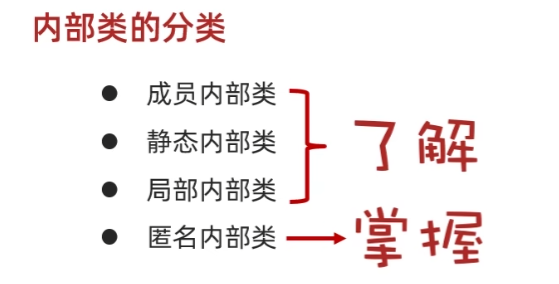 内部类的分类
● 成员内部类
● 静态内部类
● 局部内部类
了解
● 匿名内部类
掌握